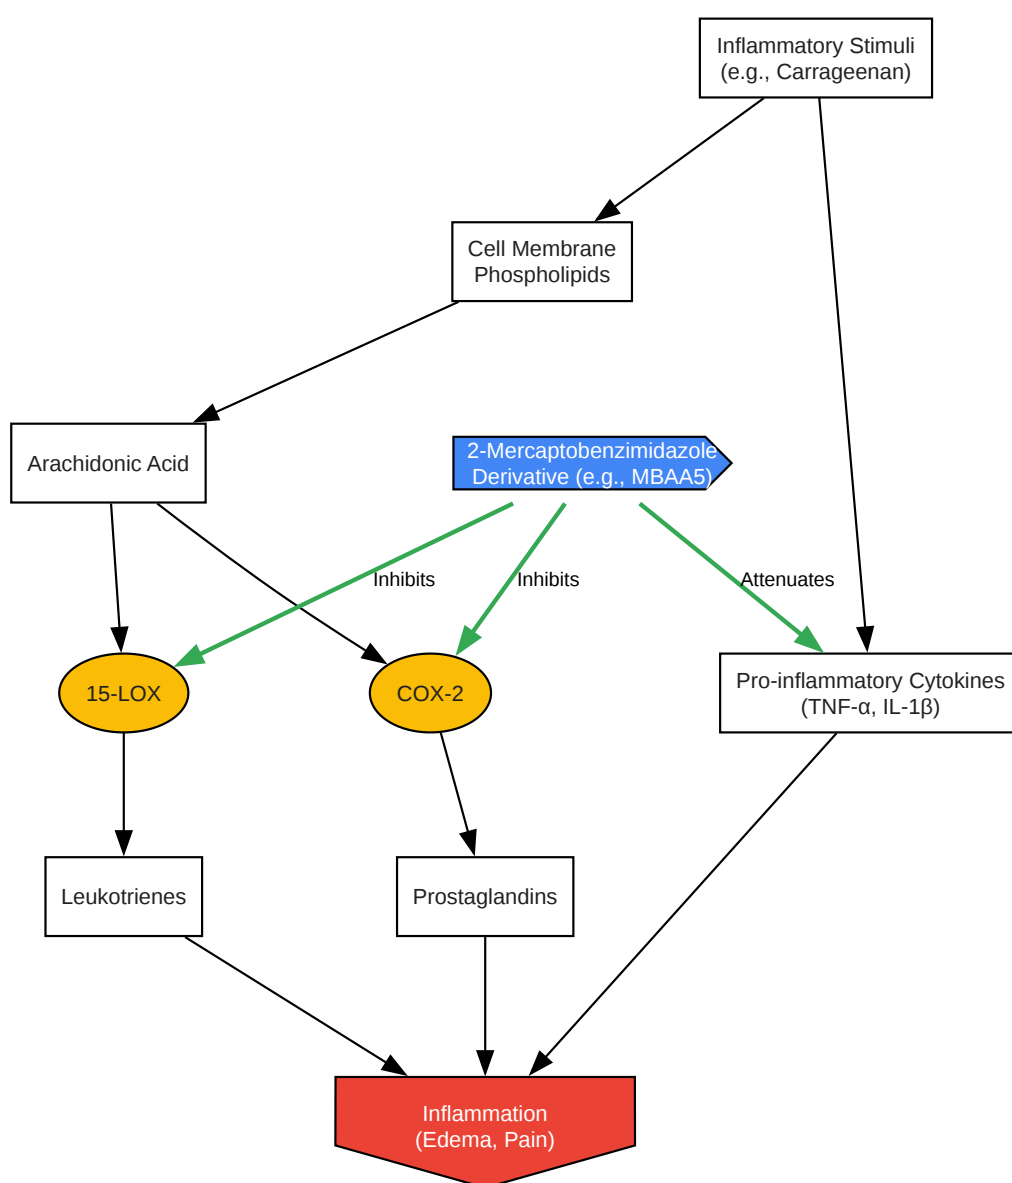 Inflammatory Stimuli
(e.g., Carrageenan)
Cell Membrane
Phospholipids
Arachidonic Acid
2-Mercaptobenzimidazole
Derivative (e.g., MBAA5)
Inhibits
Inhibits
Attenuates
15-LOX
COX-2
Pro-inflammatory Cytokines
(TNF-α, IL-1β)
Leukotrienes
Prostaglandins
Inflammation
(Edema, Pain)